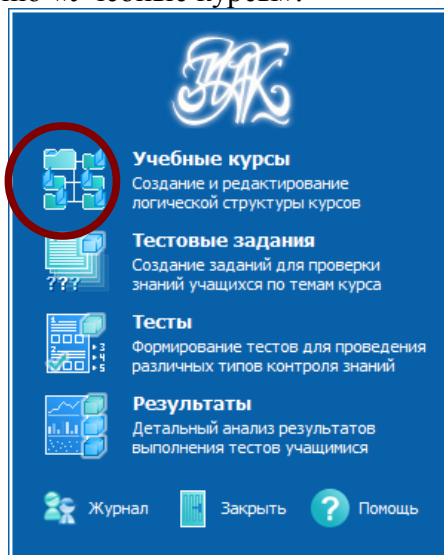 Учебные курсы
Создание и редактирование
логической структуры курсов
Тестовые задания
Создание заданий для проверки
знаний учащихся по темам курса
???
Тесты
Формирование тестов для проведения
различных типов контроля знаний
Результаты
Детальный анализ результатов
выполнения тестов учащимися
Журнал Закрыть ? Помощь